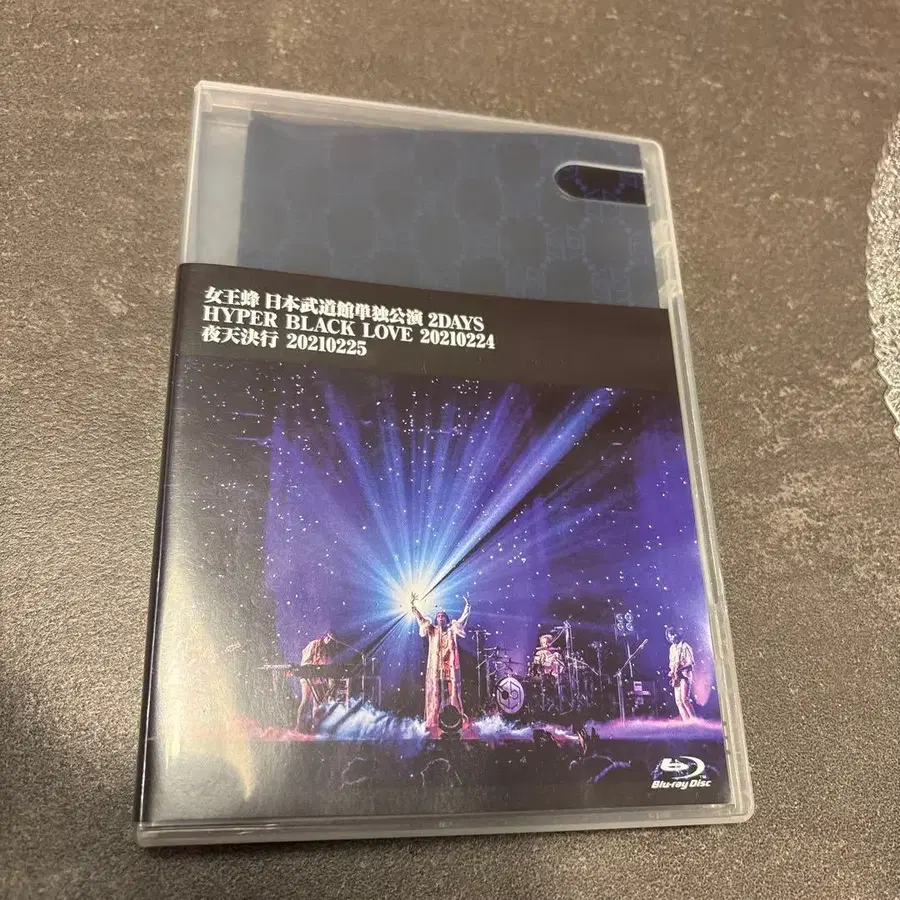 女王蜂 日本武道館単独公演 2DAYS
HYPER BLACK LOVE 20210224
夜天決行 20210225
Blu-ray Disc